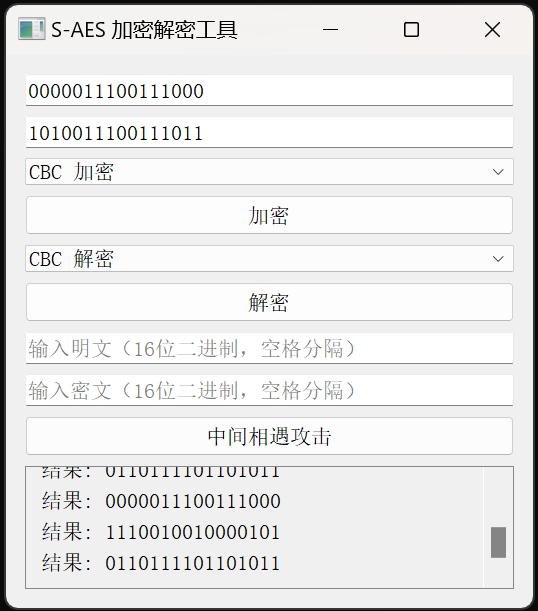 S-AES 加密解密工具
0000011100111000
1010011100111011
CBC 加密
加密
CBC 解密
解密
输入明文（16位二进制，空格分隔）
输入密文（16位二进制，空格分隔）
中间相遇攻击
结果: 0110111101101011
结果: 0000011100111000
结果: 1110010010000101
结果: 0110111101101011